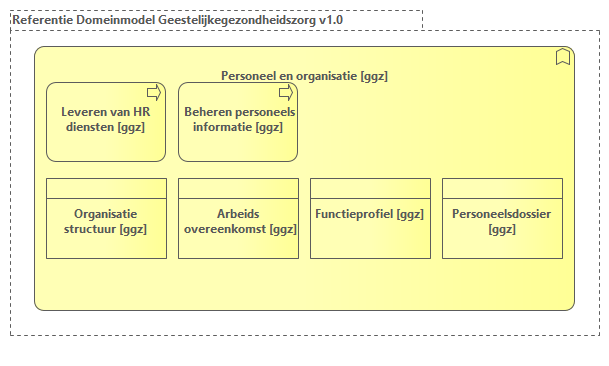 Referentie Domeinmodel Geestelijkegezondheidszorg v1.0
Personeel en organisatie [ggz]
Leveren van HR
diensten [ggz]
Beheren personeels
informatie [ggz]
Organisatie
structuur [ggz]
Arbeids
overeenkomst [ggz]
Functieprofiel [ggz]
Personeelsdossier
[ggz]